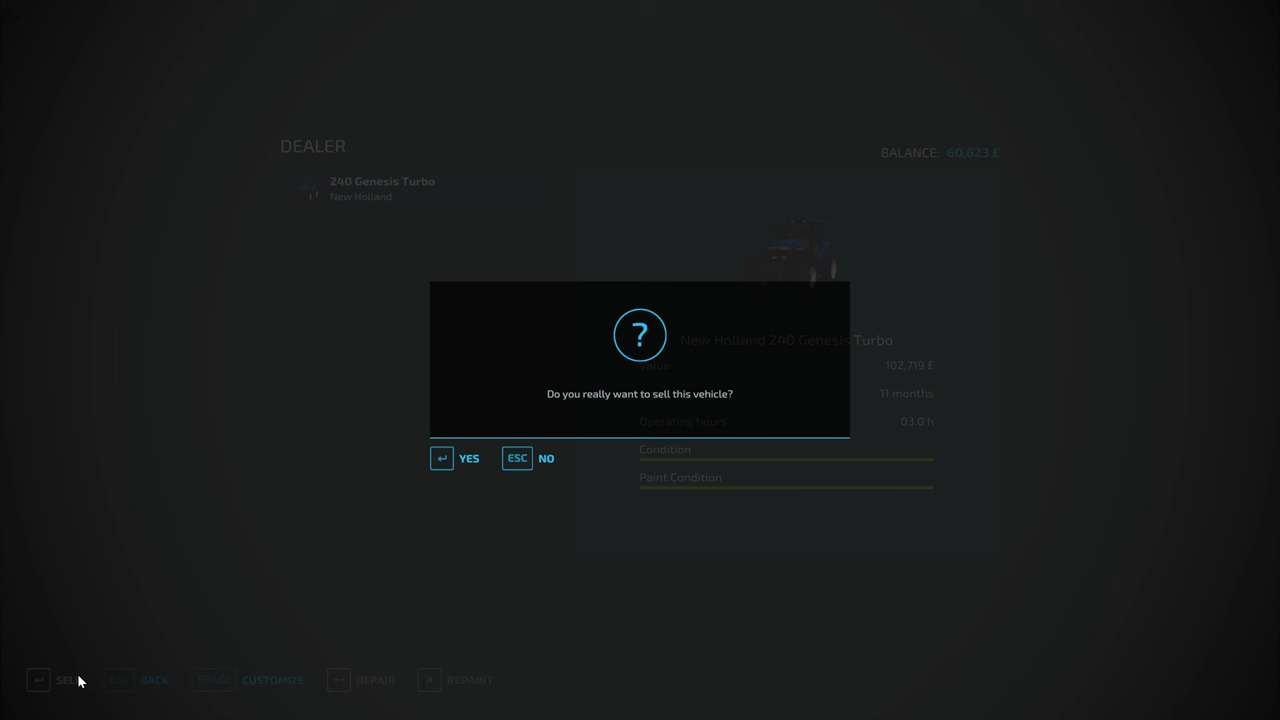 DEALER
BALANCE: 60,623 £
240 Genesis Turbo
New Holland
?
New Holland 240 Genesis Turbo
Value 102,719 £
11 months
Do you really want to sell this vehicle?
Operating hours 03.0 h
Condition
ESC
YES NO
Paint Condition
SELL
ESC BACK
SPACE CUSTOMIZE
REPAIR
X REPAINT